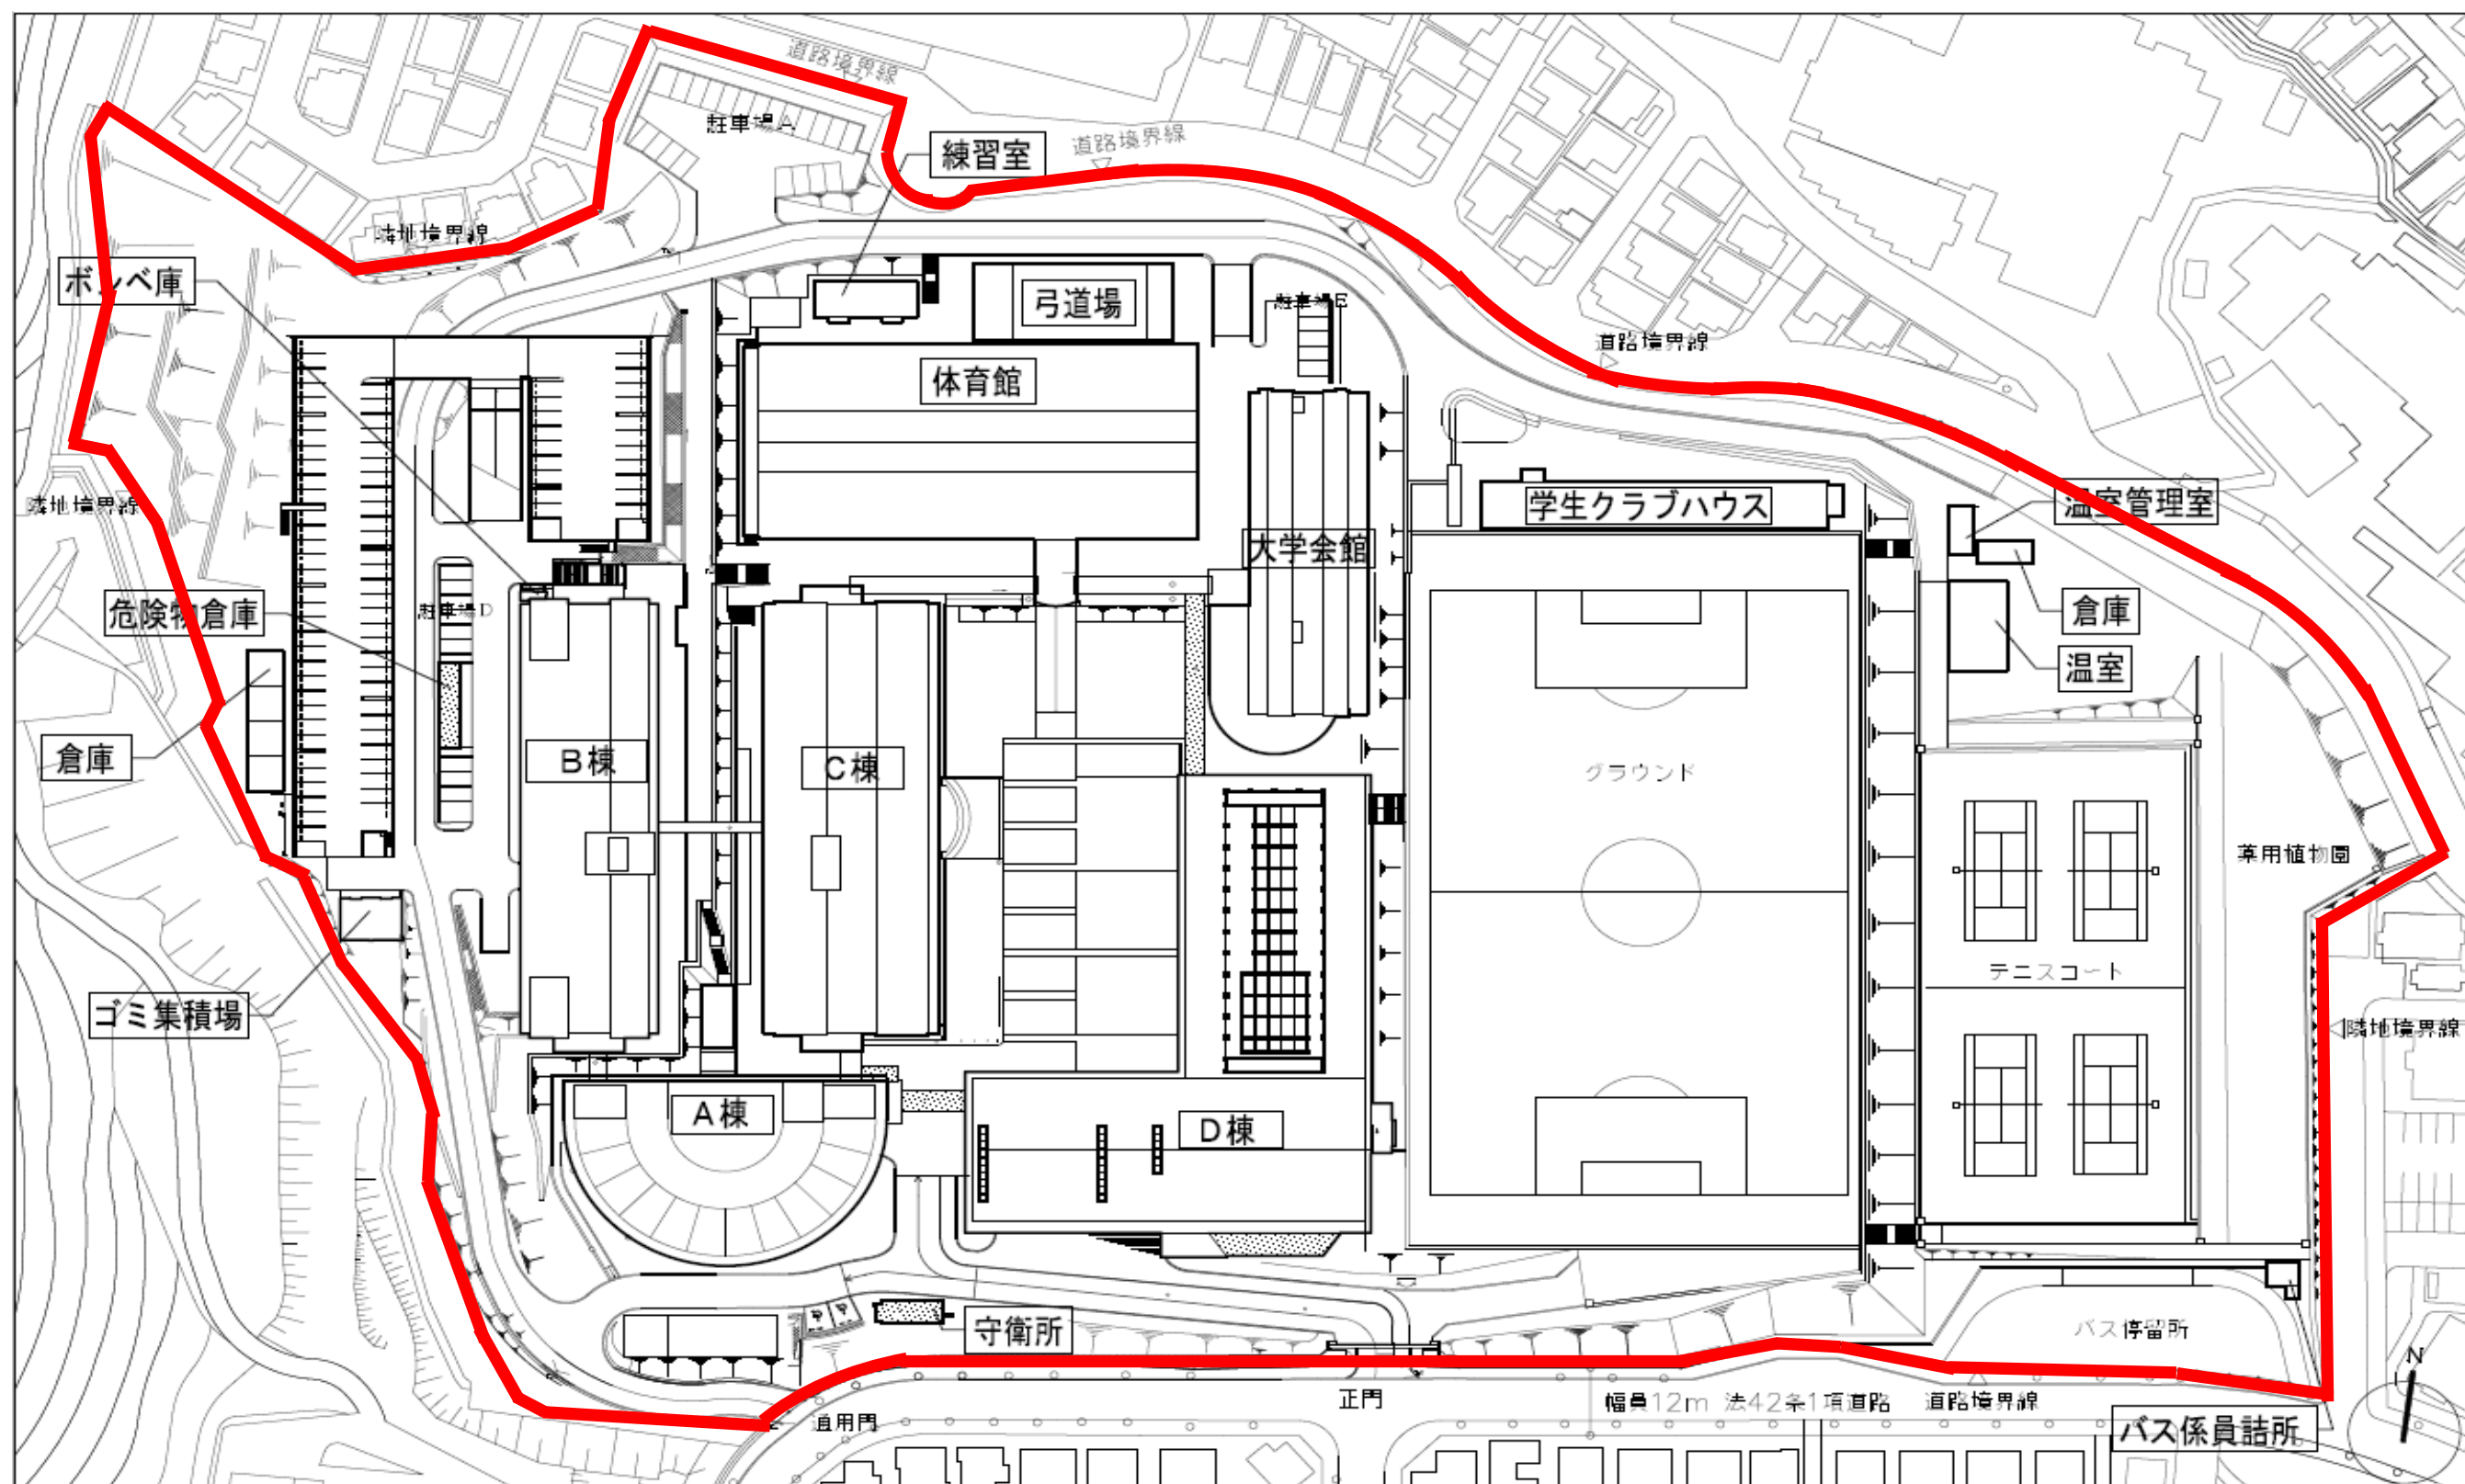 道路境界線
駐車場A
練習室
道路境界線
隣地境界線
ボンベ庫
弓道場
駐車場E
道路境界線
体育館
隣地境界線
学生クラブハウス
温室管理室
大学会館
危険物倉庫
駐車場D
倉庫
温室
倉庫
B棟
C棟
グラウンド
薬用植物園
テニスコート
ゴミ集積場
隣地境界線
A棟
D棟
守衛所
バス停留所
N
正門
幅員12m 法42条1項道路
道路境界線
通用門
バス係員詰所